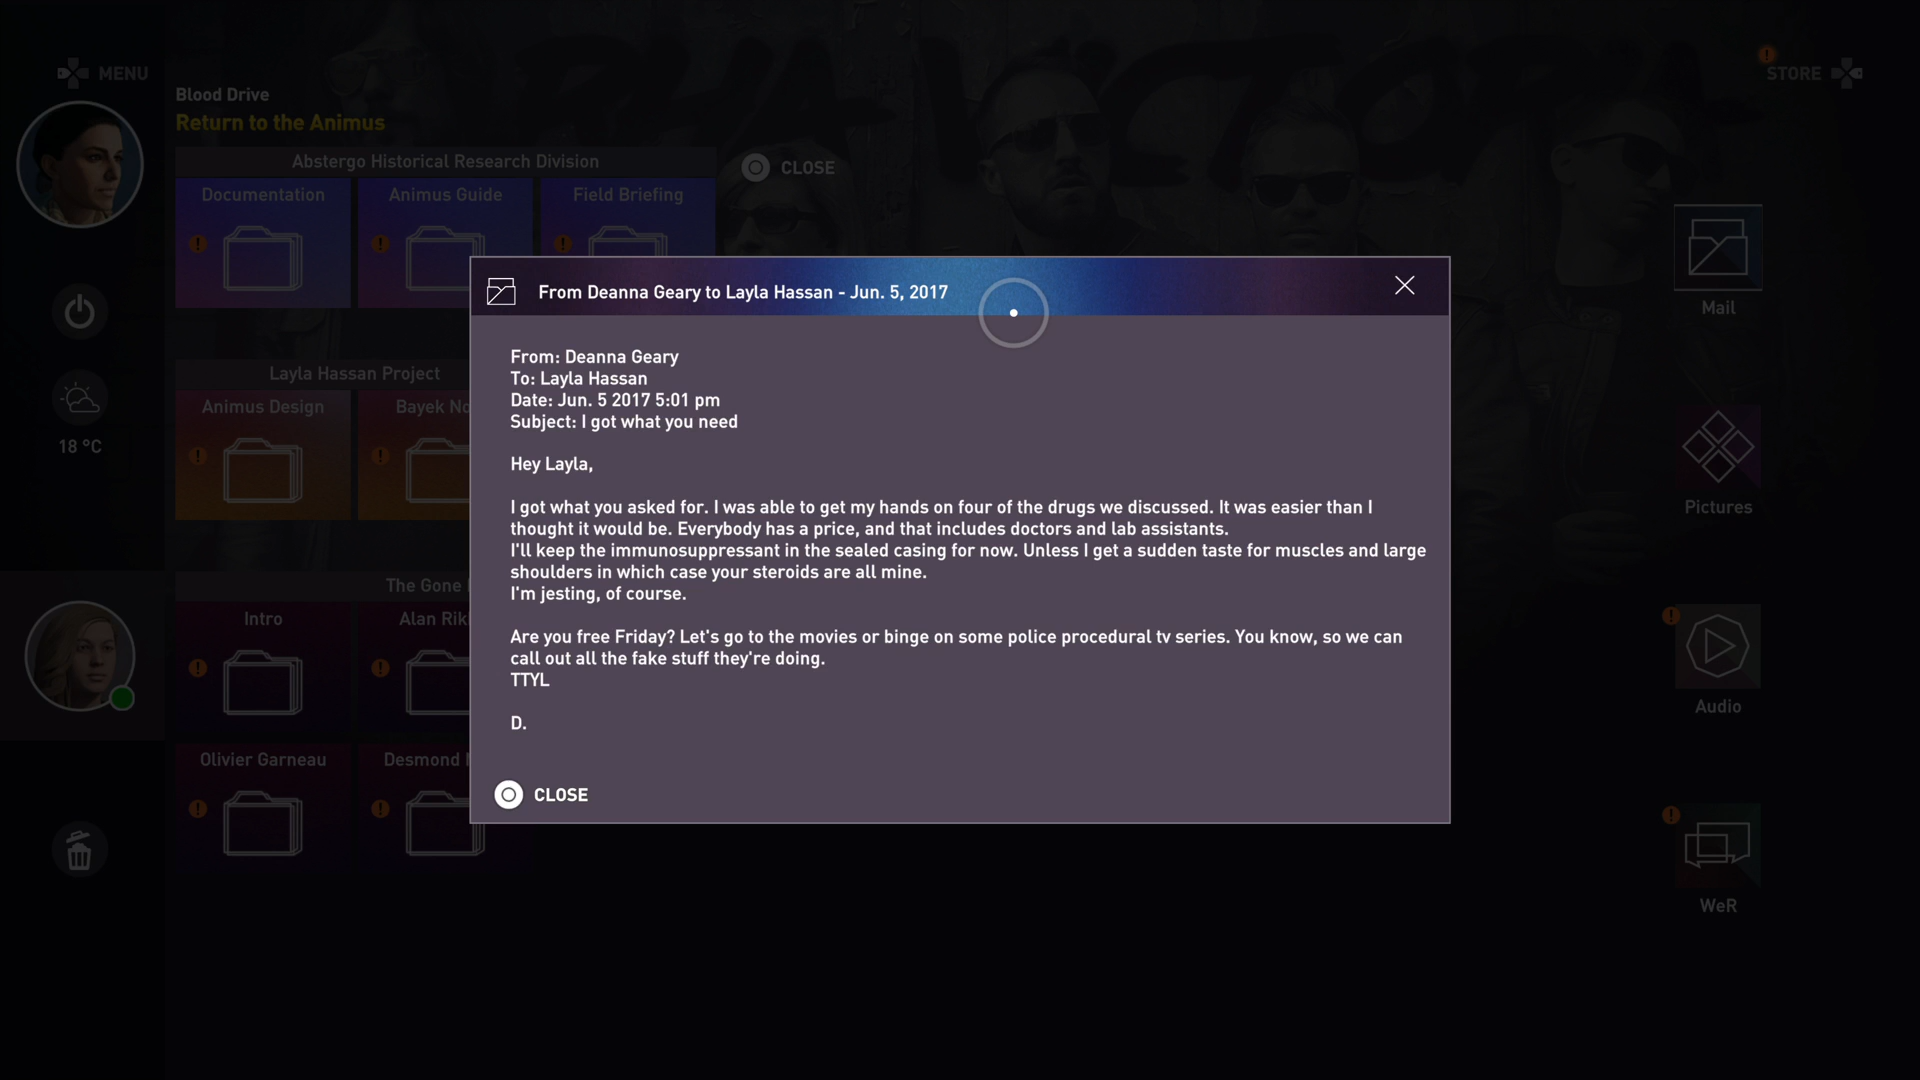 MENU
STORE
Blood Drive
Return to the Animus
Abstergo Historical Research Division
CLOSE
Documentation
Animus Guide
Field Briefing
Mail
From Deanna Geary to Layla Hassan - Jun. 5, 2017
From: Deanna Geary
To: Layla Hassan
Date: Jun. 5 2017 5:01 pm
Subject: I got what you need
Hey Layla,
I got what you asked for. I was able to get my hands on four of the drugs we discussed. It was easier than I
thought it would be. Everybody has a price, and that includes doctors and lab assistants.
I'll keep the immunosuppressant in the sealed casing for now. Unless I get a sudden taste for muscles and large
shoulders in which case your steroids are all mine.
I'm jesting, of course.
Are you free Friday? Let's go to the movies or binge on some police procedural tv series. You know, so we can
call out all the fake stuff they're doing.
TTYL
D.
CLOSE
Layla Hassan Project
Animus Design
Bayek No
18 °C
Pictures
The Gone
Intro
Alan Rik
Olivier Garneau
Desmond
Audio
WeR